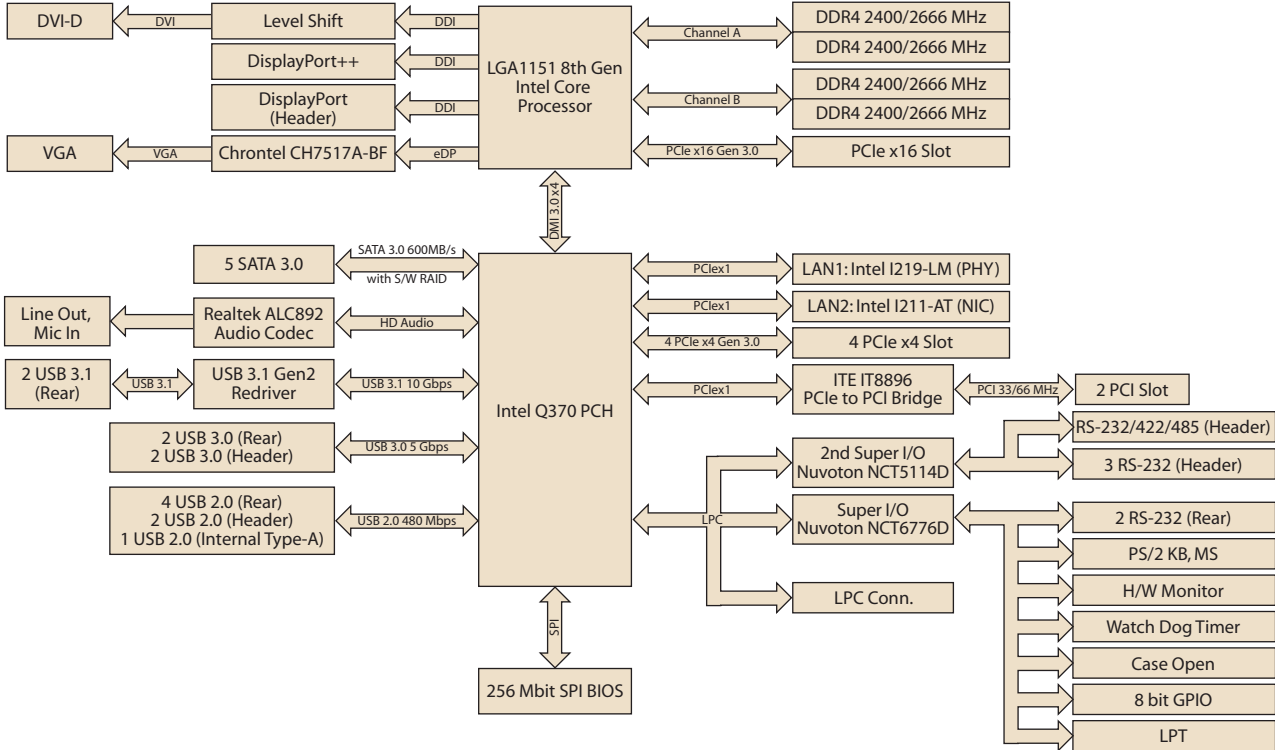 DVI-D
DVI
Level Shift
DDI
DisplayPort++
DDI
DisplayPort
(Header)
DDI
VGA
VGA
Chrontel CH7517A-BF
eDP
LGA1151 8th Gen
Intel Core
Processor
Channel A
DDR4 2400/2666 MHz
DDR4 2400/2666 MHz
Channel B
DDR4 2400/2666 MHz
DDR4 2400/2666 MHz
PCIe x16 Gen 3.0
PCIe x16 Slot
DMI 3.0 x4
5 SATA 3.0
SATA 3.0 600MB/s
with S/W RAID
Line Out,
Mic In
Realtek ALC892
Audio Codec
HD Audio
2 USB 3.1
(Rear)
USB 3.1
USB 3.1 Gen2
Redriver
USB 3.1 10 Gbps
2 USB 3.0 (Rear)
2 USB 3.0 (Header)
USB 3.0 5 Gbps
4 USB 2.0 (Rear)
2 USB 2.0 (Header)
1 USB 2.0 (Internal Type-A)
USB 2.0 480 Mbps
Intel Q370 PCH
PCIex1
LAN1: Intel I219-LM (PHY)
PCIex1
LAN2: Intel I211-AT (NIC)
4 PCIe x4 Gen 3.0
4 PCIe x4 Slot
PCIex1
ITE IT8896
PCIe to PCI Bridge
PCI 33/66 MHz
2 PCI Slot
2nd Super I/O
Nuvoton NCT5114D
RS-232/422/485 (Header)
3 RS-232 (Header)
LPC
Super I/O
Nuvoton NCT6776D
2 RS-232 (Rear)
PS/2 KB, MS
H/W Monitor
Watch Dog Timer
Case Open
8 bit GPIO
LPT
LPC Conn.
SPI
256 Mbit SPI BIOS